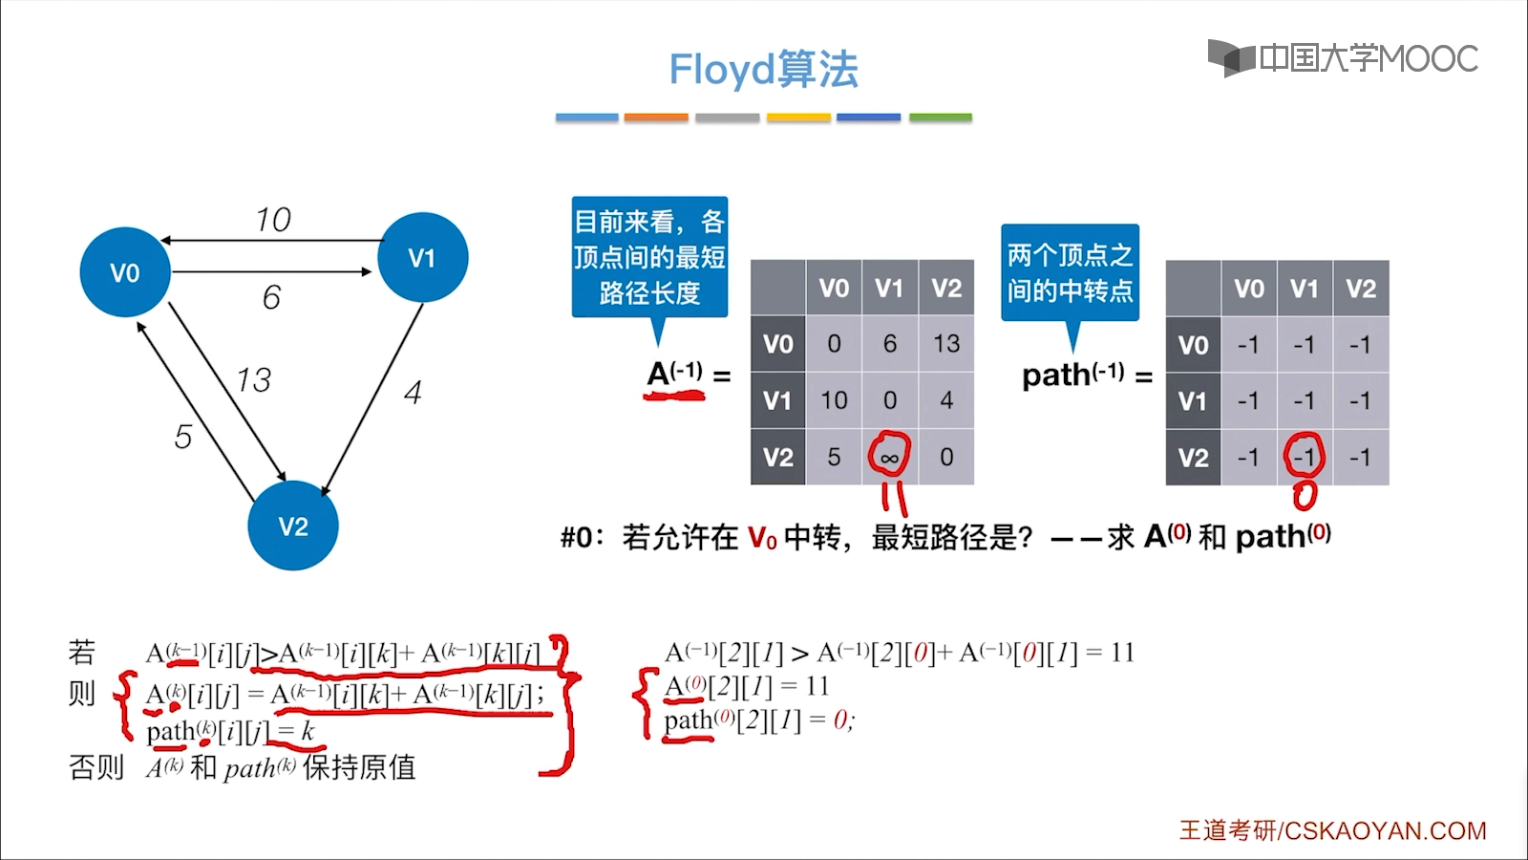 Floyd算法
中国大学MOOC
10
V0
V1
6
13
4
5
V2
目前来看，各
顶点间的最短
路径长度
A(-1) =
V0 V1 V2
V0 0 6 13
V1 10 0 4
V2 5 ∞ 0
11
两个顶点之
间的中转点
path(-1) =
V0 V1 V2
V0 -1 -1 -1
V1 -1 -1 -1
V2 -1 -1 -1
0
#0：若允许在 V0 中转，最短路径是？——求 A(0) 和 path(0)
若 A(k−1)[i][j]>A(k−1)[i][k]+ A(k−1)[k][j]
则 A(k)[i][j] = A(k−1)[i][k]+ A(k−1)[k][j];
path(k)[i][j] = k
否则 A(k) 和 path(k) 保持原值
A(−1)[2][1] > A(−1)[2][0]+ A(−1)[0][1] = 11
A(0)[2][1] = 11
path(0)[2][1] = 0;
王道考研/CSKAOYAN.COM